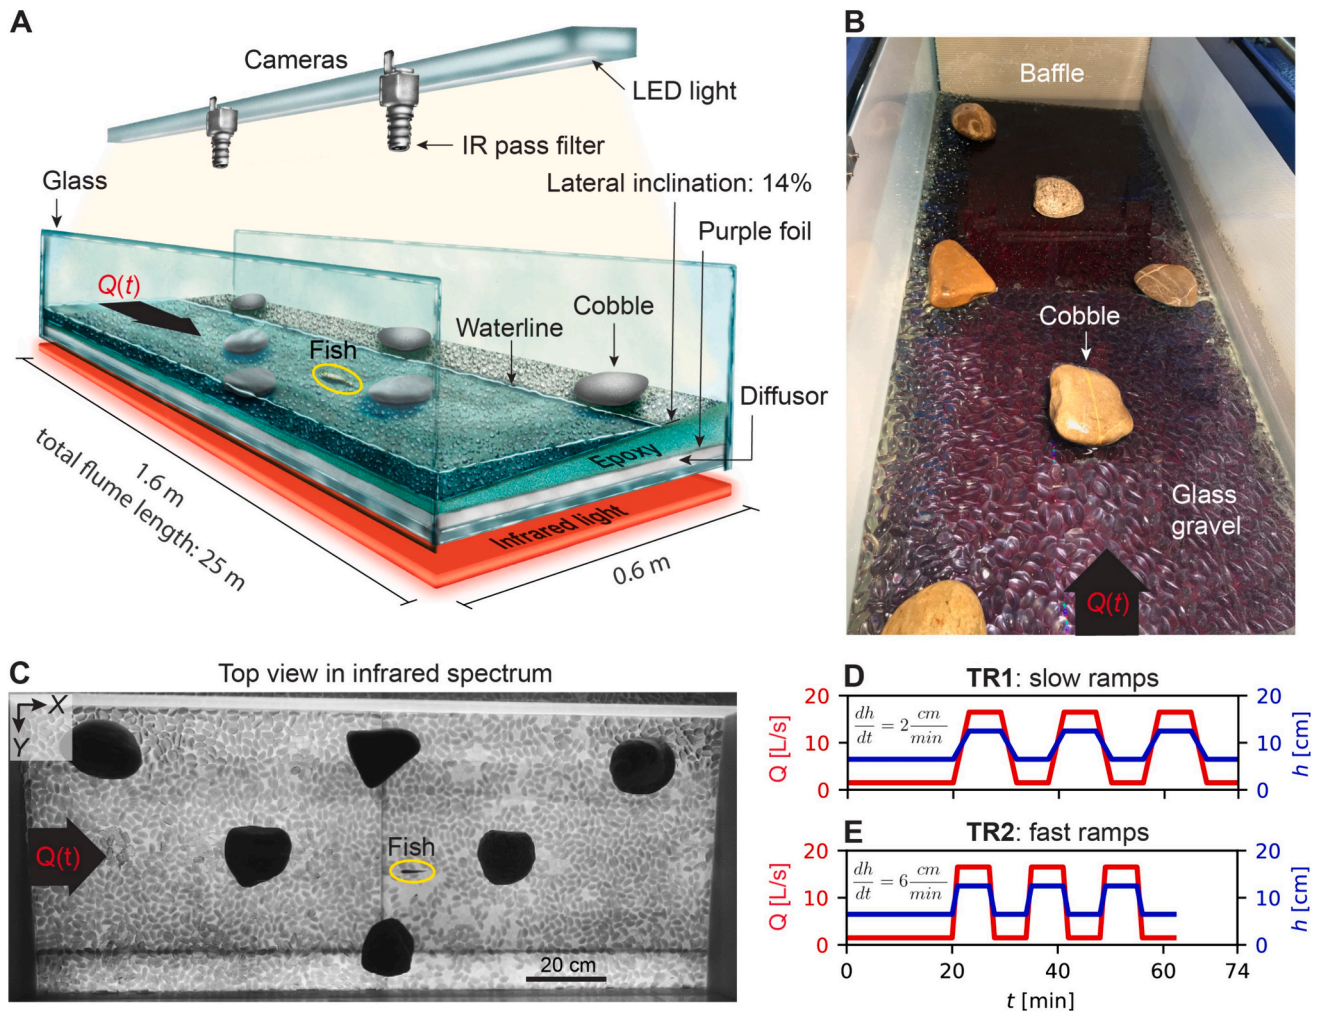 A
Cameras
LED light
IR pass filter
Lateral inclination: 14%
Glass
Purple foil
Q(t)
Waterline
Cobble
Fish
Diffusor
Epoxy
Infrared light
1.6 m
total flume length: 25 m
0.6 m
B
Baffle
Cobble
Glass
gravel
Q(t)
C
Top view in infrared spectrum
X
Y
Q(t)
Fish
20 cm
D
TR1: slow ramps
20
10
0
Q [L/s]
dh/dt = 2 cm/min
20
10
0
h [cm]
E
TR2: fast ramps
20
10
0
Q [L/s]
dh/dt = 6 cm/min
20
10
0
h [cm]
0 20 40 60 74
t [min]